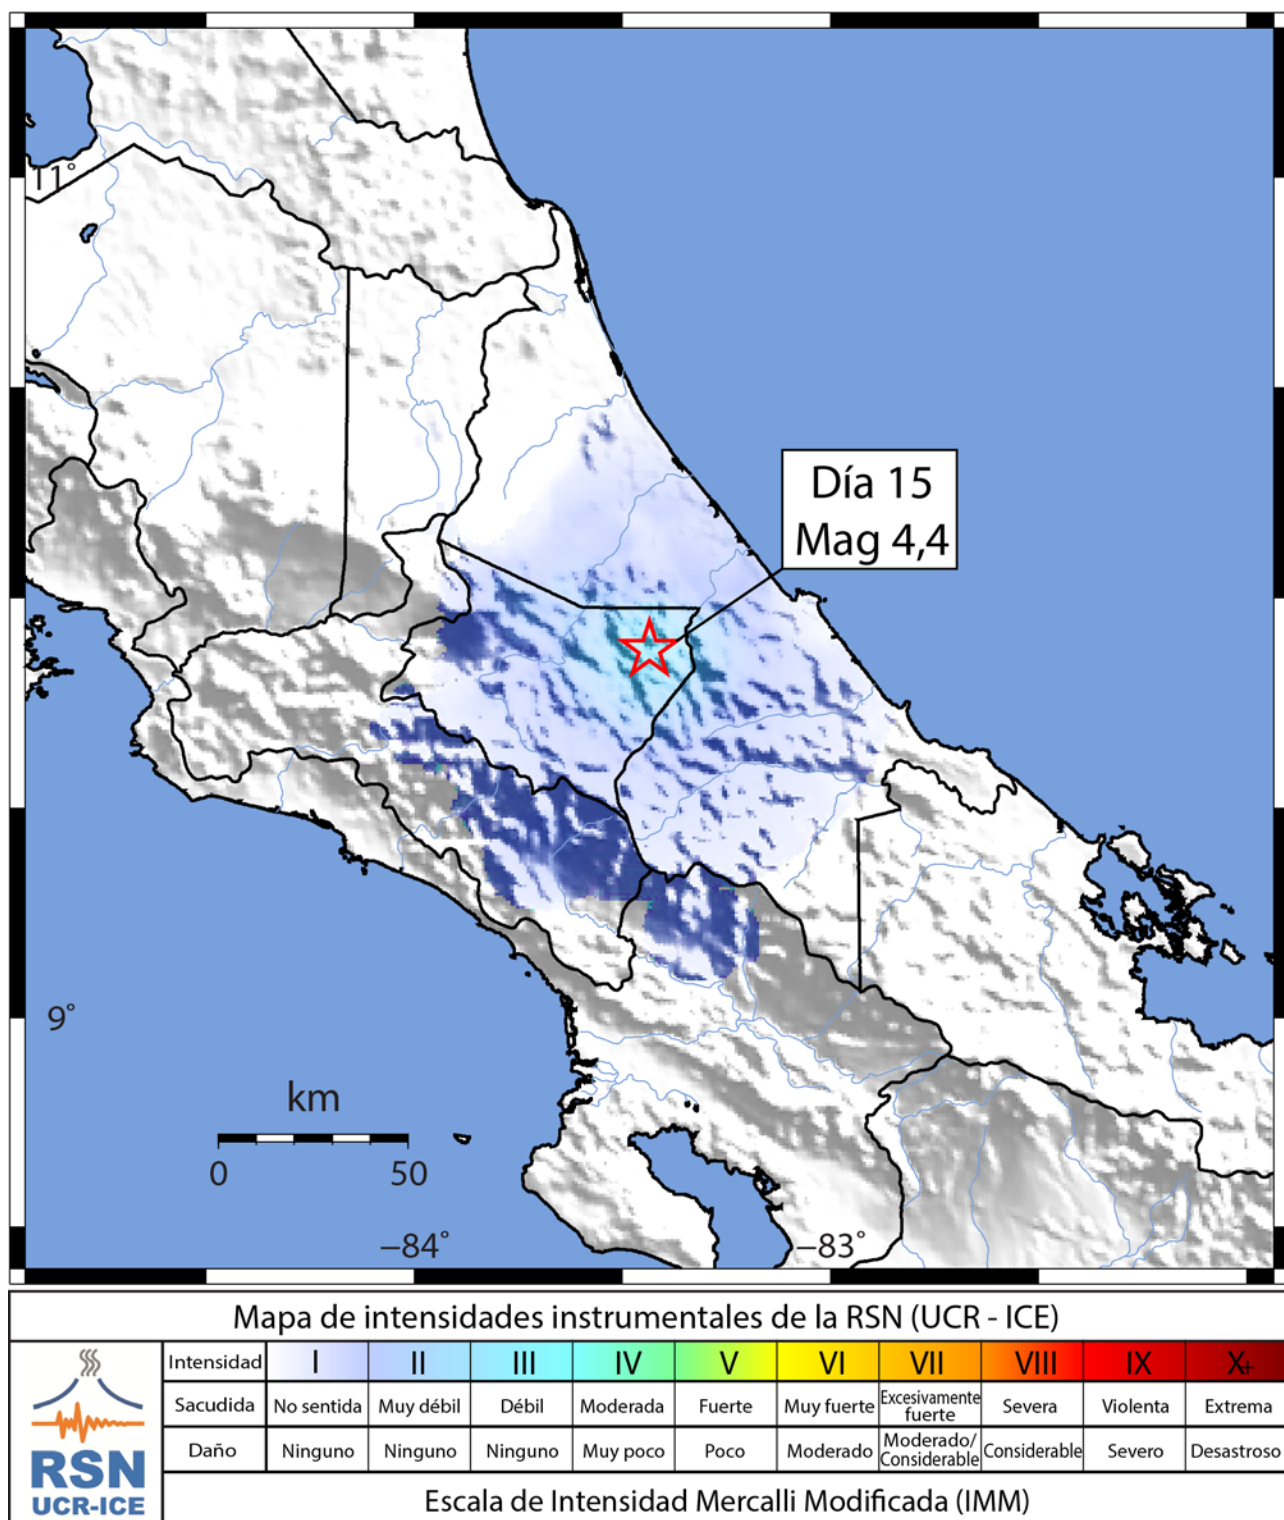 11°
Día 15
Mag 4,4
9°
km
0 50
−84°
−83°
Mapa de intensidades instrumentales de la RSN (UCR - ICE)
Intensidad I II III IV V VI VII VIII IX X+
Sacudida No sentida Muy débil Débil Moderada Fuerte Muy fuerte Excesivamente fuerte Severa Violenta Extrema
Daño Ninguno Ninguno Ninguno Muy poco Poco Moderado Moderado/Considerable Considerable Severo Desastroso
Escala de Intensidad Mercalli Modificada (IMM)
RSN
UCR-ICE